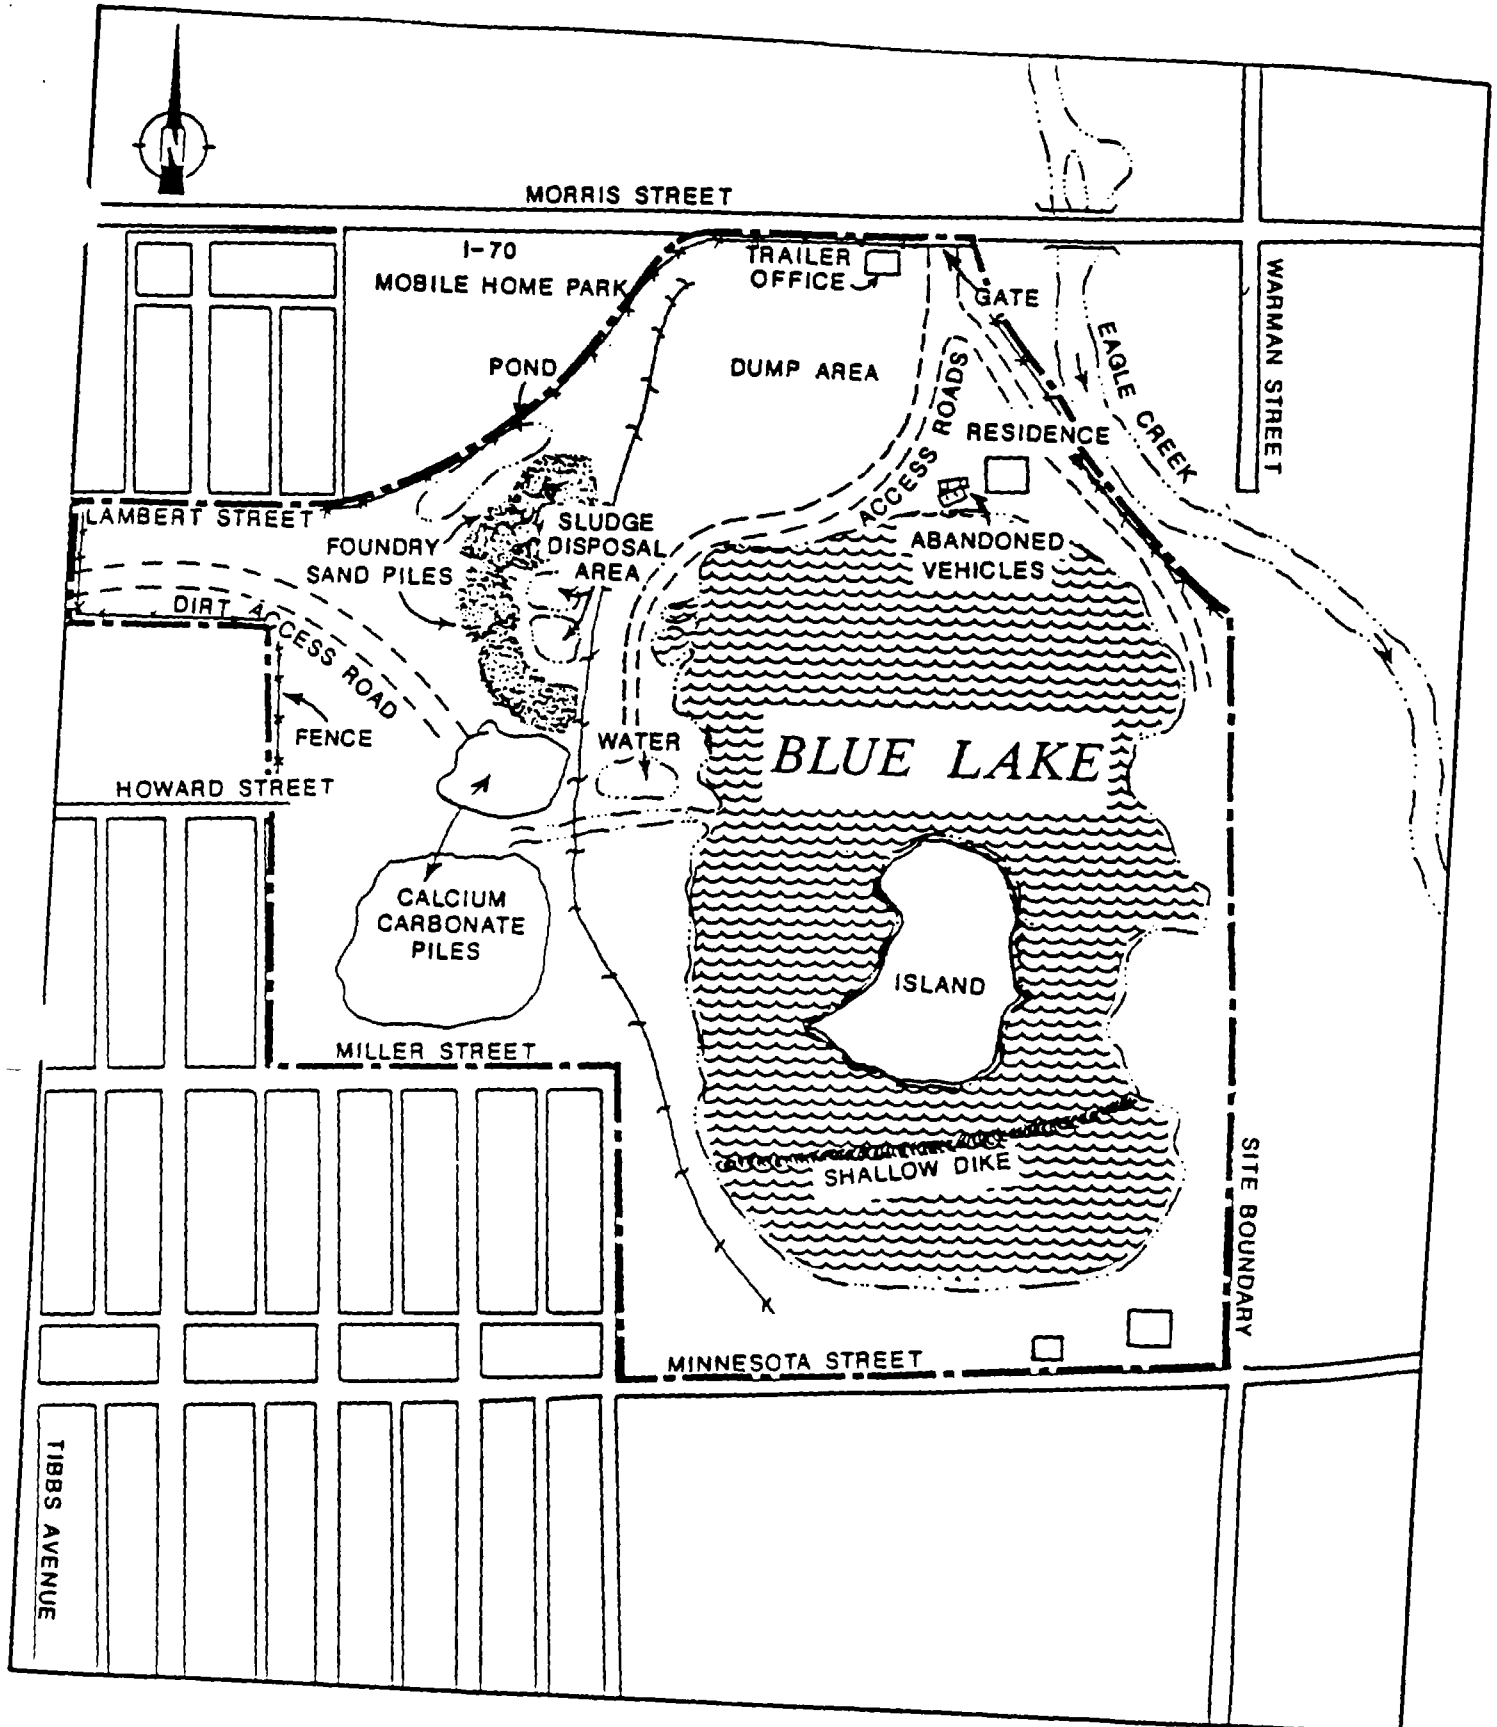 N
MORRIS STREET
I-70
MOBILE HOME PARK
TRAILER
OFFICE
GATE
WARMAN STREET
EAGLE CREEK
POND
DUMP AREA
ACCESS ROADS
RESIDENCE
LAMBERT STREET
FOUNDRY
SAND PILES
SLUDGE
DISPOSAL
AREA
ABANDONED
VEHICLES
DIRT ACCESS ROAD
FENCE
WATER
BLUE LAKE
HOWARD STREET
CALCIUM
CARBONATE
PILES
ISLAND
MILLER STREET
SHALLOW DIKE
SITE BOUNDARY
MINNESOTA STREET
TIBBS AVENUE